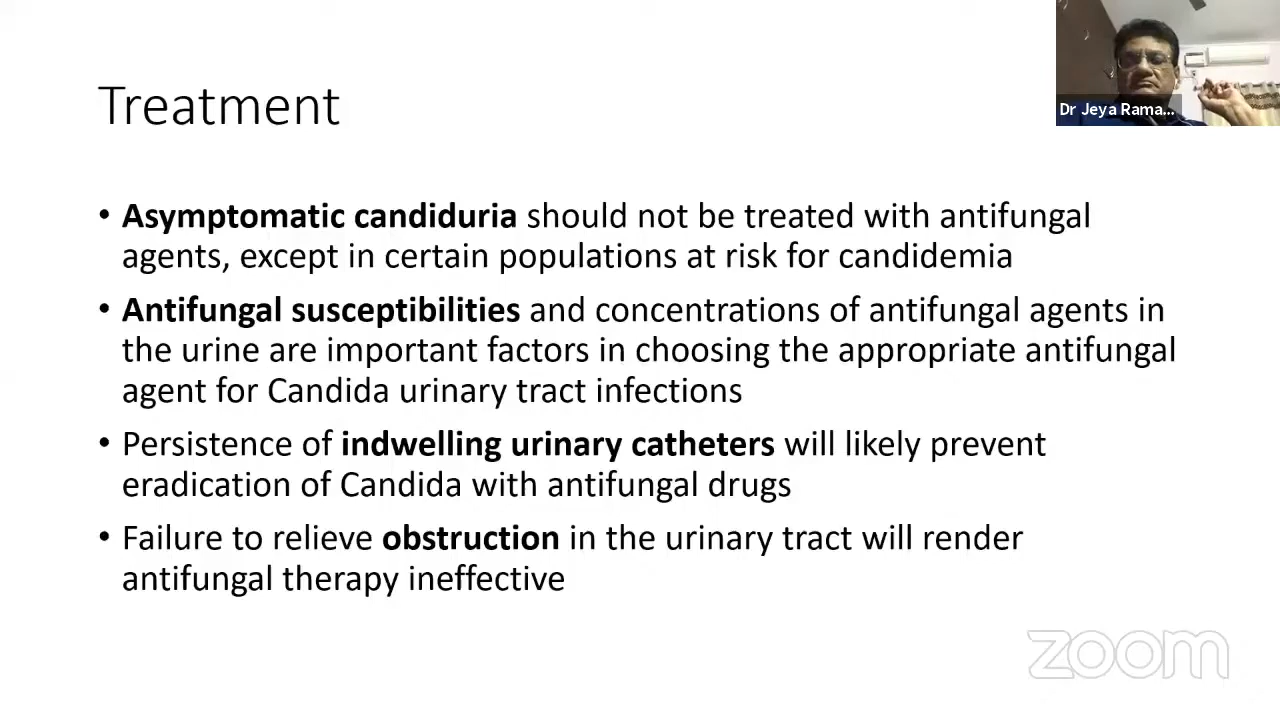 Treatment
Dr Jeya Rama...
• Asymptomatic candiduria should not be treated with antifungal
agents, except in certain populations at risk for candidemia
• Antifungal susceptibilities and concentrations of antifungal agents in
the urine are important factors in choosing the appropriate antifungal
agent for Candida urinary tract infections
• Persistence of indwelling urinary catheters will likely prevent
eradication of Candida with antifungal drugs
• Failure to relieve obstruction in the urinary tract will render
antifungal therapy ineffective
zoom